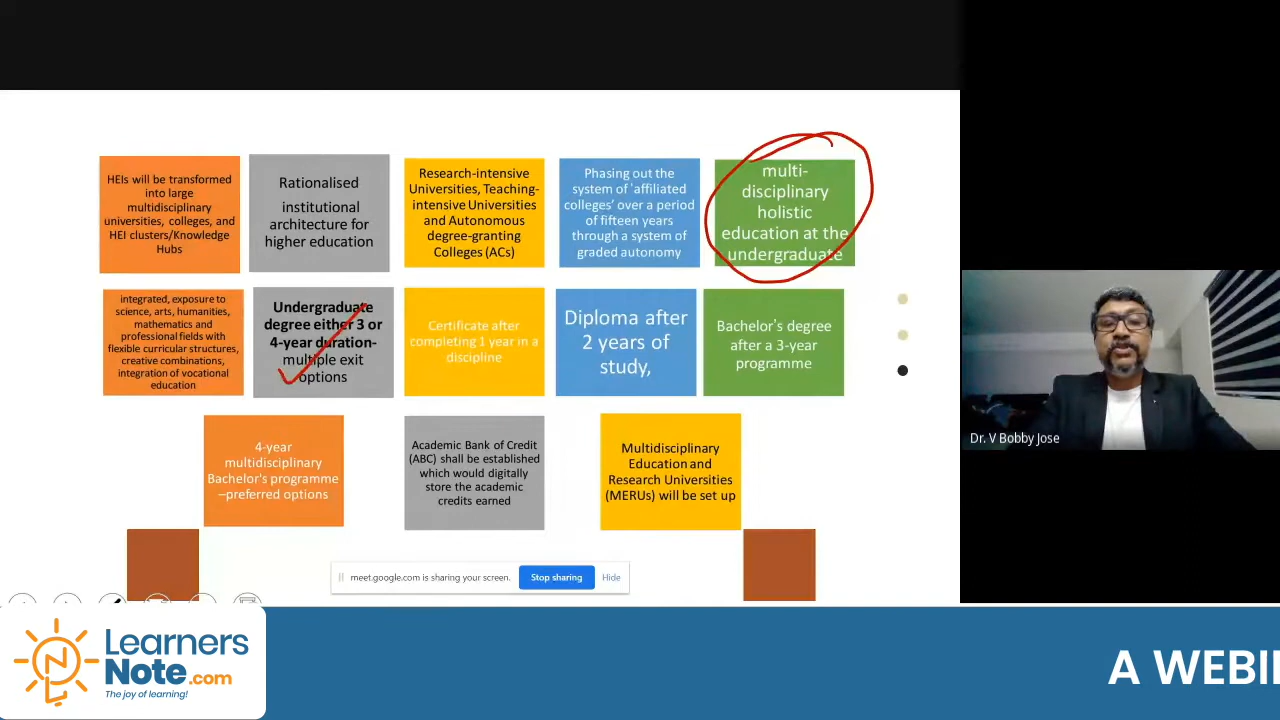 HEIs will be transformed
into large
multidisciplinary
universities, colleges, and
HEI clusters/Knowledge
Hubs
Rationalised
institutional
architecture for
higher education
Research-intensive
Universities, Teaching-
intensive Universities
and Autonomous
degree-granting
Colleges (ACs)
Phasing out the
system of 'affiliated
colleges' over a period
of fifteen years
through a system of
graded autonomy
multi-
disciplinary
holistic
education at the
undergraduate
integrated, exposure to
science, arts, humanities,
mathematics and
professional fields with
flexible curricular structures,
creative combinations,
integration of vocational
education
Undergraduate
degree either 3 or
4-year duration-
multiple exit
options
Certificate after
completing 1 year in a
discipline
Diploma after
2 years of
study,
Bachelor's degree
after a 3-year
programme
4-year
multidisciplinary
Bachelor's programme
–preferred options
Academic Bank of Credit
(ABC) shall be established
which would digitally
store the academic
credits earned
Multidisciplinary
Education and
Research Universities
(MERUs) will be set up
Dr. V Bobby Jose
meet.google.com is sharing your screen.
Stop sharing
Hide
Learners
Note.com
The joy of learning!
A WEBI